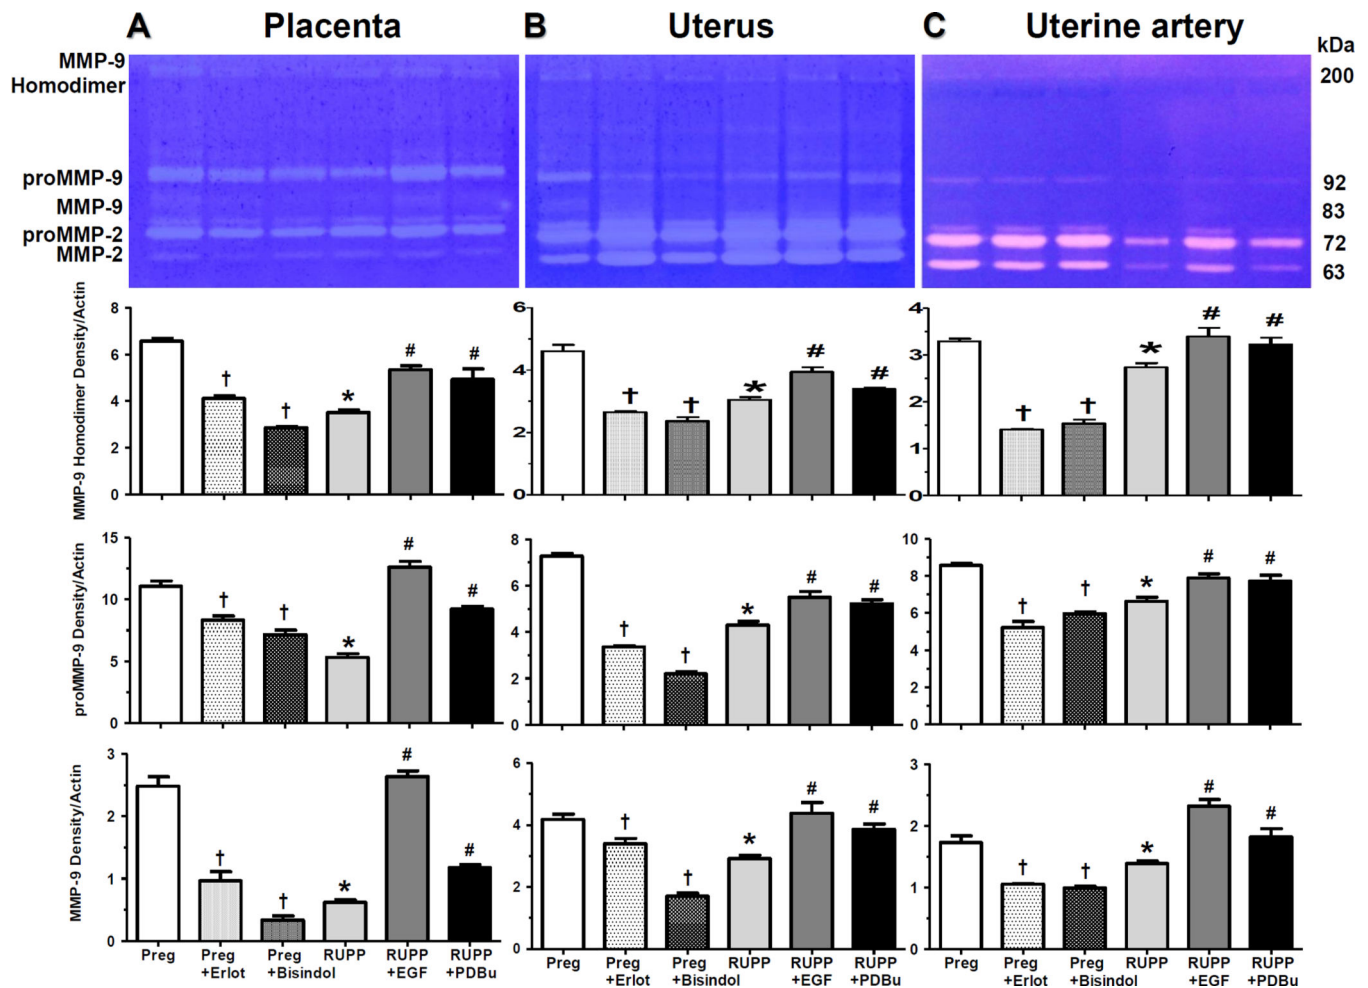 A Placenta B Uterus C Uterine artery
kDa
MMP-9
Homodimer
200
proMMP-9
92
MMP-9
83
proMMP-2
72
MMP-2
63
MMP-9 Homodimer Density/Actin
8
6
4
2
0
† † * # #
6
4
2
0
† † * # #
4
3
2
1
0
† † * # #
proMMP-9 Density/Actin
15
10
5
0
† † * # #
8
6
4
2
0
† † * # #
10
8
6
4
2
0
† † * # #
MMP-9 Density/Actin
3
2
1
0
† † * # #
6
4
2
0
† † * # #
3
2
1
0
† † * # #
Preg Preg Preg RUPP RUPP RUPP
+Erlot +Bisindol +EGF +PDBu
Preg Preg Preg RUPP RUPP RUPP
+Erlot +Bisindol +EGF +PDBu
Preg Preg Preg RUPP RUPP RUPP
+Erlot +Bisindol +EGF +PDBu